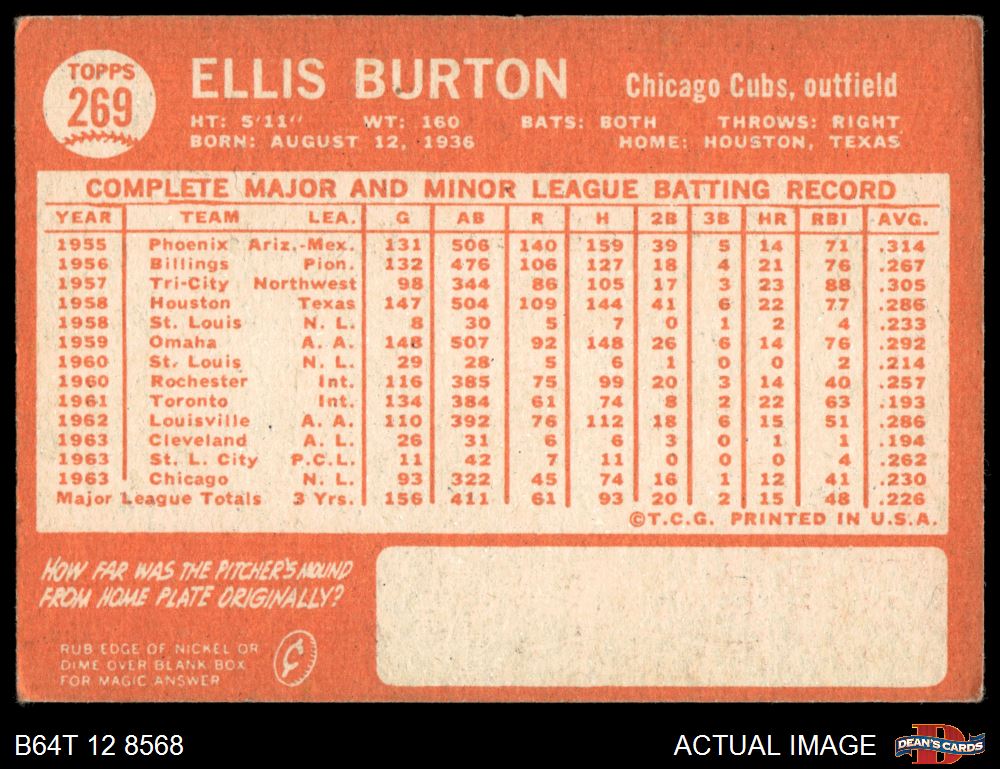 TOPPS
269
ELLIS BURTON
Chicago Cubs, outfield
HT: 5'11" WT: 160 BATS: BOTH THROWS: RIGHT
BORN: AUGUST 12, 1936 HOME: HOUSTON, TEXAS
COMPLETE MAJOR AND MINOR LEAGUE BATTING RECORD
YEAR TEAM LEA. G AB R H 2B 3B HR RBI AVG.
1955 Phoenix Ariz.-Mex. 131 506 140 159 39 5 14 71 .314
1956 Billings Pion. 132 476 106 127 18 4 21 76 .267
1957 Tri-City Northwest 98 344 86 105 17 3 23 88 .305
1958 Houston Texas 147 504 109 144 41 6 22 77 .286
1958 St. Louis N. L. 8 30 5 7 0 1 2 4 .233
1959 Omaha A. A. 148 507 92 148 26 6 14 76 .292
1960 St. Louis N. L. 29 28 5 6 1 0 0 2 .214
1960 Rochester Int. 116 385 75 99 20 3 14 40 .257
1961 Toronto Int. 134 384 61 74 8 2 22 63 .193
1962 Louisville A. A. 110 392 76 112 18 6 15 51 .286
1963 Cleveland A. L. 26 31 6 6 3 0 1 1 .194
1963 St. L. City P.C.L. 11 42 7 11 0 0 0 4 .262
1963 Chicago N. L. 93 322 45 74 16 1 12 41 .230
Major League Totals 3 Yrs. 156 411 61 93 20 2 15 48 .226
©T.C.G. PRINTED IN U.S.A.
HOW FAR WAS THE PITCHER'S MOUND
FROM HOME PLATE ORIGINALLY?
RUB EDGE OF NICKEL OR
DIME OVER BLANK BOX
FOR MAGIC ANSWER
¢
B64T 12 8568
ACTUAL IMAGE
D
DEAN'S CARDS